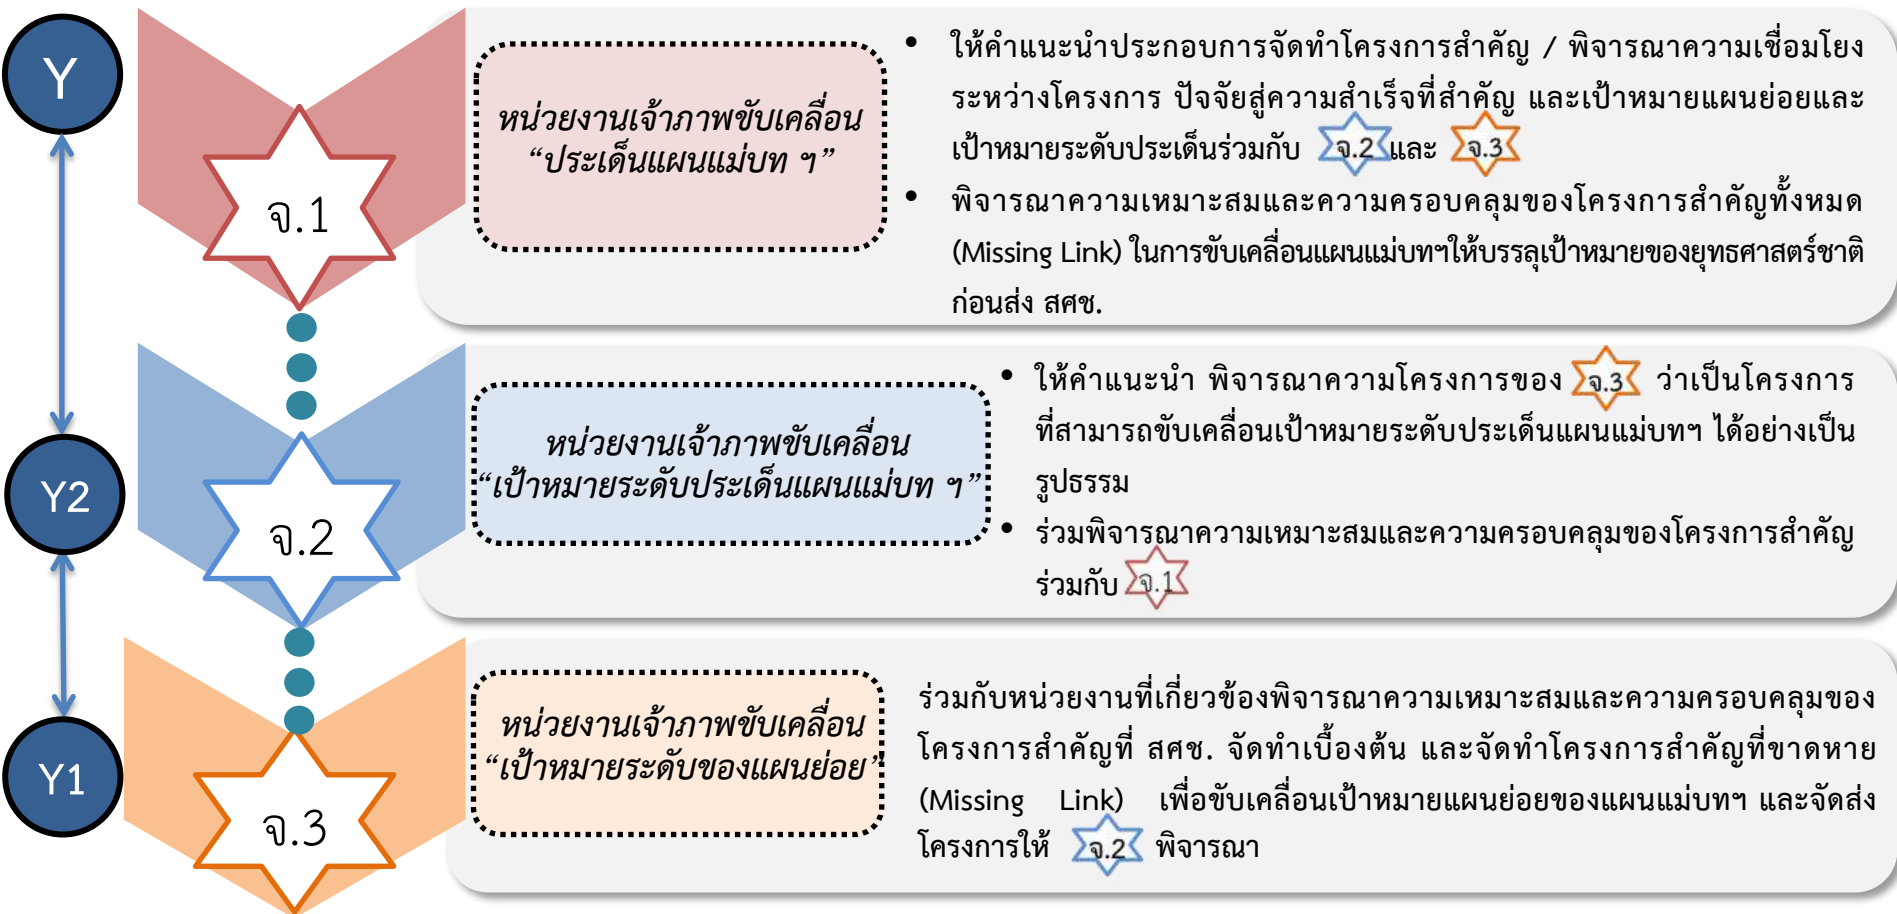 Y
จ.1
หน่วยงานเจ้าภาพขับเคลื่อน
“ประเด็นแผนแม่บท ฯ”
• ให้คำแนะนำประกอบการจัดทำโครงการสำคัญ / พิจารณาความเชื่อมโยง
ระหว่างโครงการ ปัจจัยสู่ความสำเร็จที่สำคัญ และเป้าหมายแผนย่อยและ
เป้าหมายระดับประเด็นร่วมกับ จ.2 และ จ.3
• พิจารณาความเหมาะสมและความครอบคลุมของโครงการสำคัญทั้งหมด
(Missing Link) ในการขับเคลื่อนแผนแม่บทฯให้บรรลุเป้าหมายของยุทธศาสตร์ชาติ
ก่อนส่ง สศช.
Y2
จ.2
หน่วยงานเจ้าภาพขับเคลื่อน
“เป้าหมายระดับประเด็นแผนแม่บท ฯ”
• ให้คำแนะนำ พิจารณาความโครงการของ จ.3 ว่าเป็นโครงการ
ที่สามารถขับเคลื่อนเป้าหมายระดับประเด็นแผนแม่บทฯ ได้อย่างเป็น
รูปธรรม
• ร่วมพิจารณาความเหมาะสมและความครอบคลุมของโครงการสำคัญ
ร่วมกับ จ.1
Y1
จ.3
หน่วยงานเจ้าภาพขับเคลื่อน
“เป้าหมายระดับของแผนย่อย”
ร่วมกับหน่วยงานที่เกี่ยวข้องพิจารณาความเหมาะสมและความครอบคลุมของ
โครงการสำคัญที่ สศช. จัดทำเบื้องต้น และจัดทำโครงการสำคัญที่ขาดหาย
(Missing Link) เพื่อขับเคลื่อนเป้าหมายแผนย่อยของแผนแม่บทฯ และจัดส่ง
โครงการให้ จ.2 พิจารณา